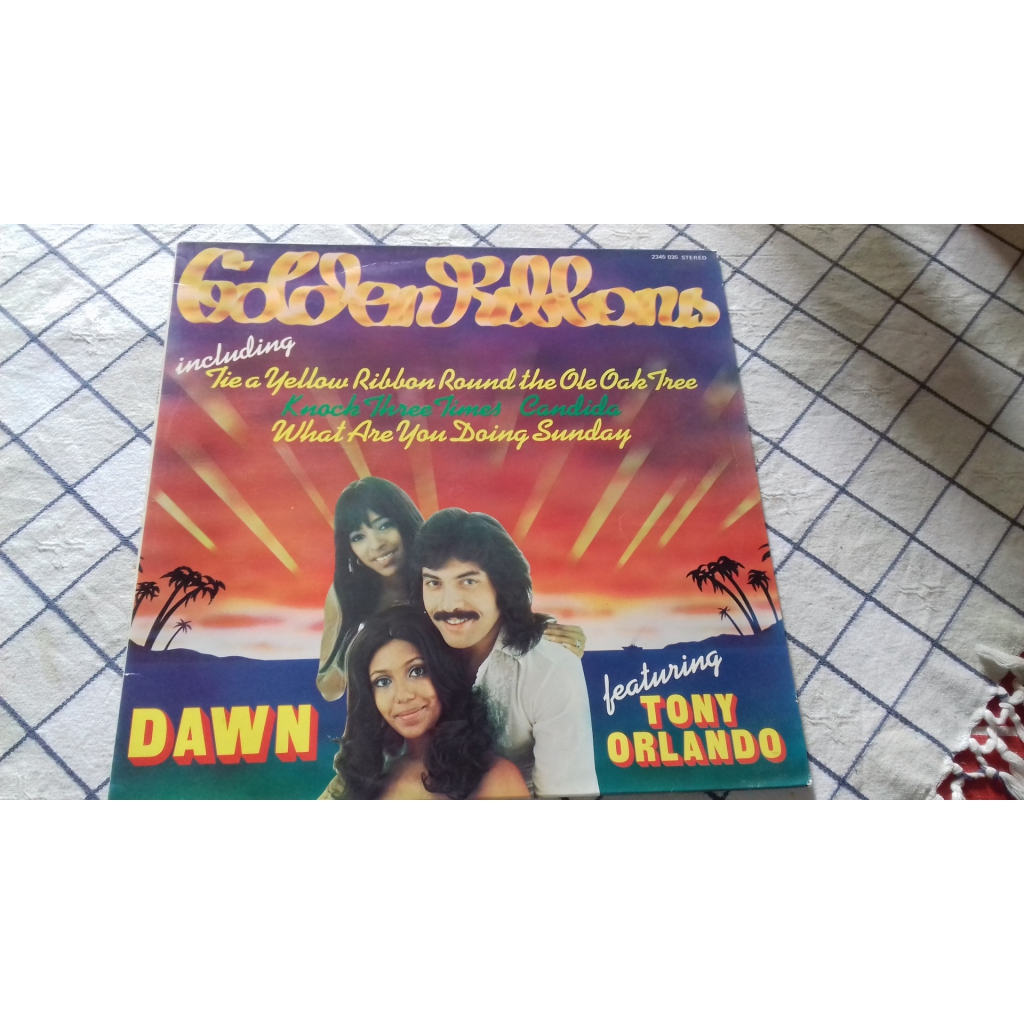 2345 035 STEREO
Golden Ribbons
including
Tie a Yellow Ribbon Round the Ole Oak Tree
Knock Three Times Candida
What Are You Doing Sunday
DAWN
featuring
TONY
ORLANDO